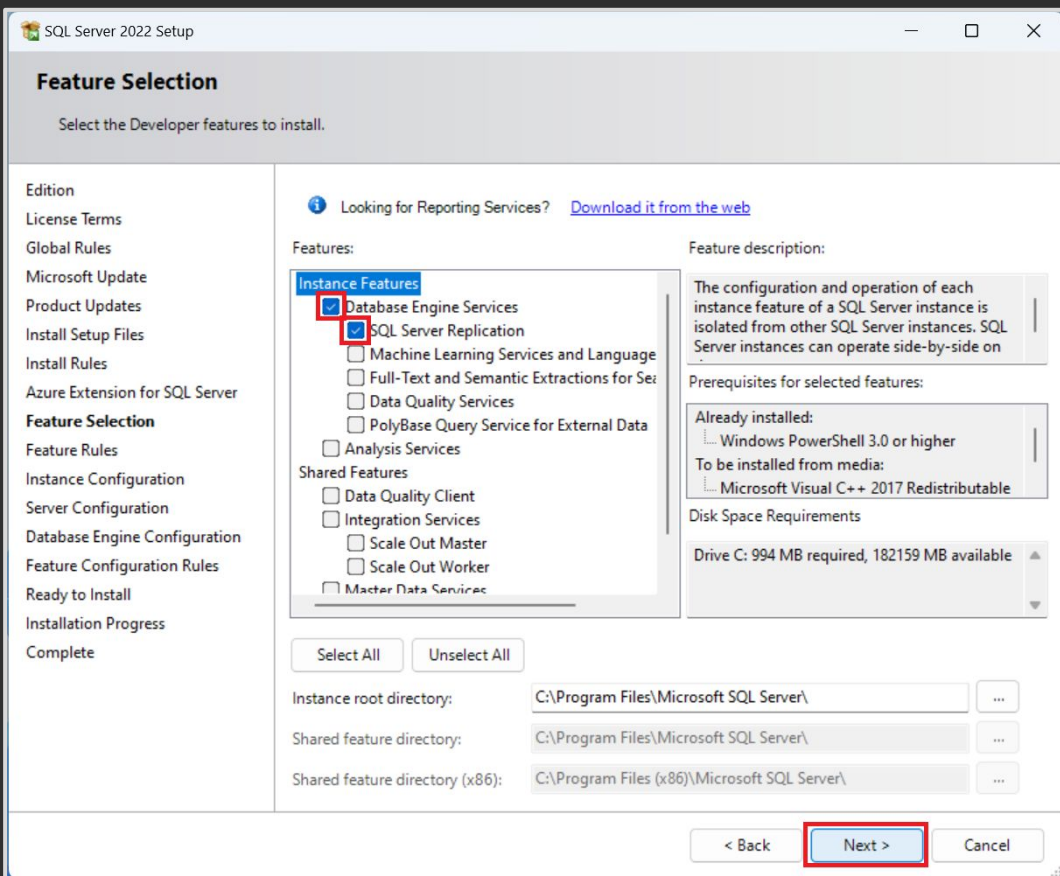 SQL Server 2022 Setup
Feature Selection
Select the Developer features to install.
Edition
License Terms
Global Rules
Microsoft Update
Product Updates
Install Setup Files
Install Rules
Azure Extension for SQL Server
Feature Selection
Feature Rules
Instance Configuration
Server Configuration
Database Engine Configuration
Feature Configuration Rules
Ready to Install
Installation Progress
Complete
Looking for Reporting Services? Download it from the web
Features:
Instance Features
Database Engine Services
SQL Server Replication
Machine Learning Services and Language
Full-Text and Semantic Extractions for Sea
Data Quality Services
PolyBase Query Service for External Data
Analysis Services
Shared Features
Data Quality Client
Integration Services
Scale Out Master
Scale Out Worker
Master Data Services
Feature description:
The configuration and operation of each
instance feature of a SQL Server instance is
isolated from other SQL Server instances. SQL
Server instances can operate side-by-side on
Prerequisites for selected features:
Already installed:
Windows PowerShell 3.0 or higher
To be installed from media:
Microsoft Visual C++ 2017 Redistributable
Disk Space Requirements
Drive C: 994 MB required, 182159 MB available
Select All
Unselect All
Instance root directory: C:\Program Files\Microsoft SQL Server\ ...
Shared feature directory: C:\Program Files\Microsoft SQL Server\ ...
Shared feature directory (x86): C:\Program Files (x86)\Microsoft SQL Server\ ...
< Back
Next >
Cancel